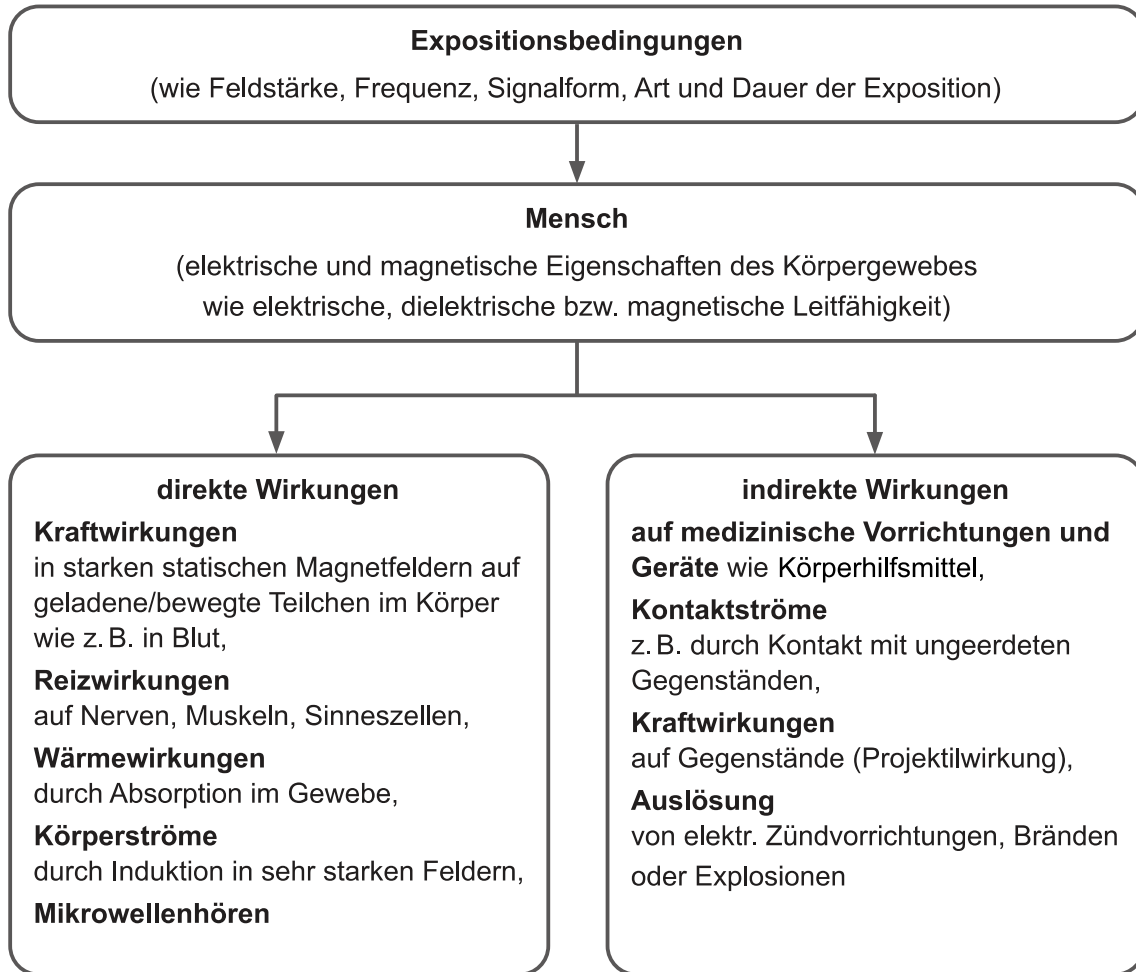 Expositionsbedingungen
(wie Feldstärke, Frequenz, Signalform, Art und Dauer der Exposition)
Mensch
(elektrische und magnetische Eigenschaften des Körpergewebes
wie elektrische, dielektrische bzw. magnetische Leitfähigkeit)
direkte Wirkungen
Kraftwirkungen
in starken statischen Magnetfeldern auf
geladene/bewegte Teilchen im Körper
wie z. B. in Blut,
Reizwirkungen
auf Nerven, Muskeln, Sinneszellen,
Wärmewirkungen
durch Absorption im Gewebe,
Körperströme
durch Induktion in sehr starken Feldern,
Mikrowellenhören
indirekte Wirkungen
auf medizinische Vorrichtungen und
Geräte wie Körperhilfsmittel,
Kontaktströme
z. B. durch Kontakt mit ungeerdeten
Gegenständen,
Kraftwirkungen
auf Gegenstände (Projektilwirkung),
Auslösung
von elektr. Zündvorrichtungen, Bränden
oder Explosionen